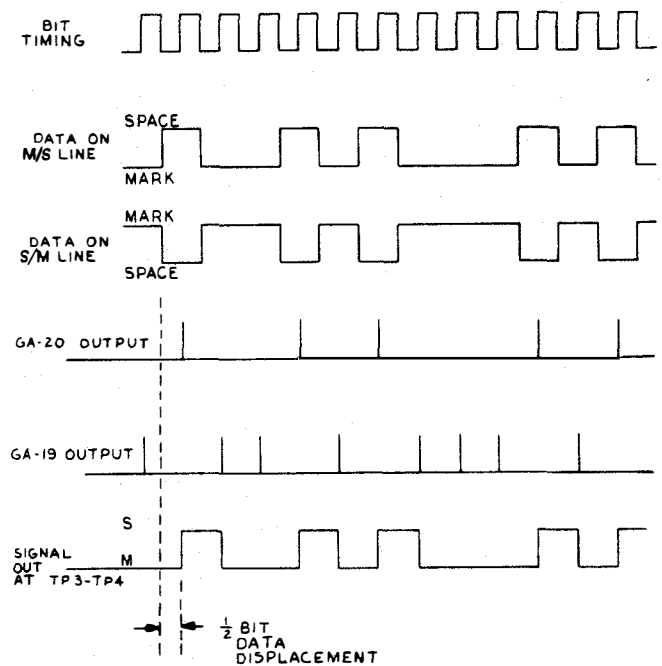 BIT
TIMING
SPACE
DATA ON
M/S LINE
MARK
MARK
DATA ON
S/M LINE
SPACE
GA-20 OUTPUT
GA-19 OUTPUT
S
SIGNAL
OUT
M
AT TP3-TP4
1/2 BIT
DATA
DISPLACEMENT